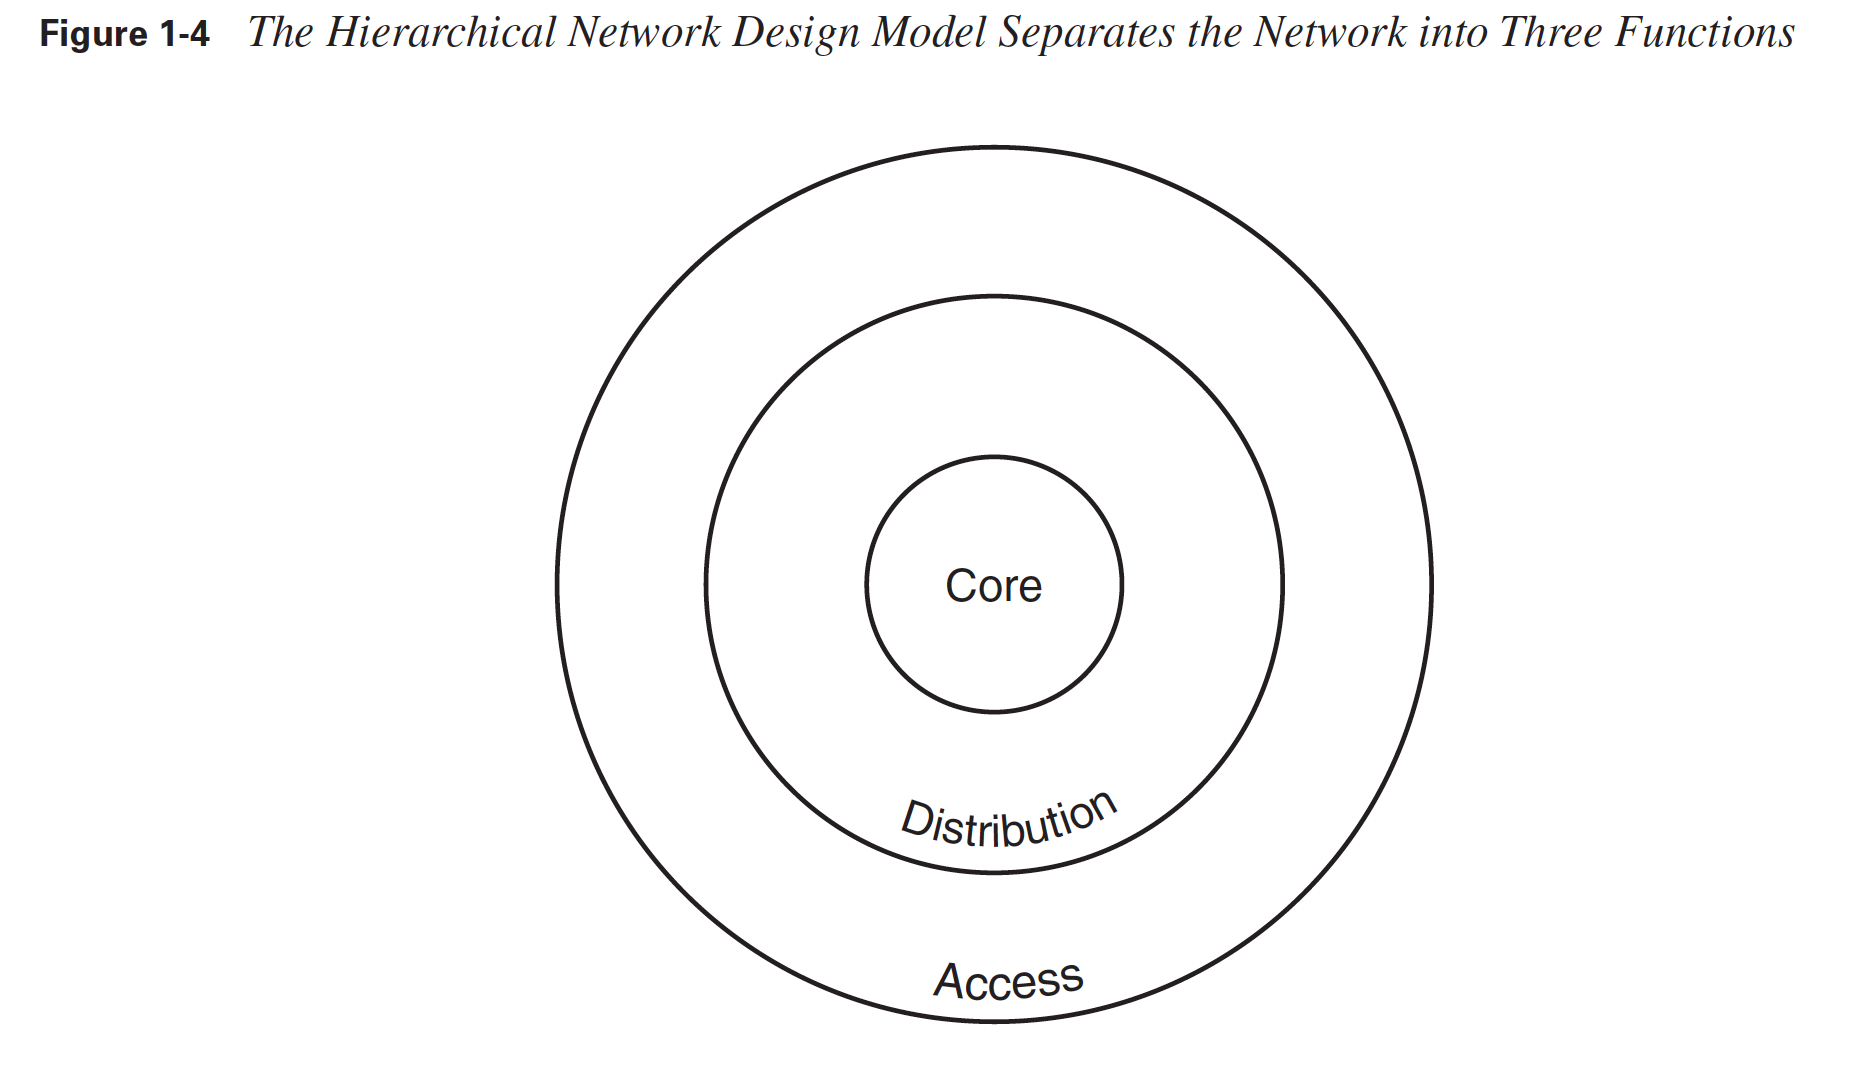 Figure 1-4 The Hierarchical Network Design Model Separates the Network into Three Functions
Core
Distribution
Access